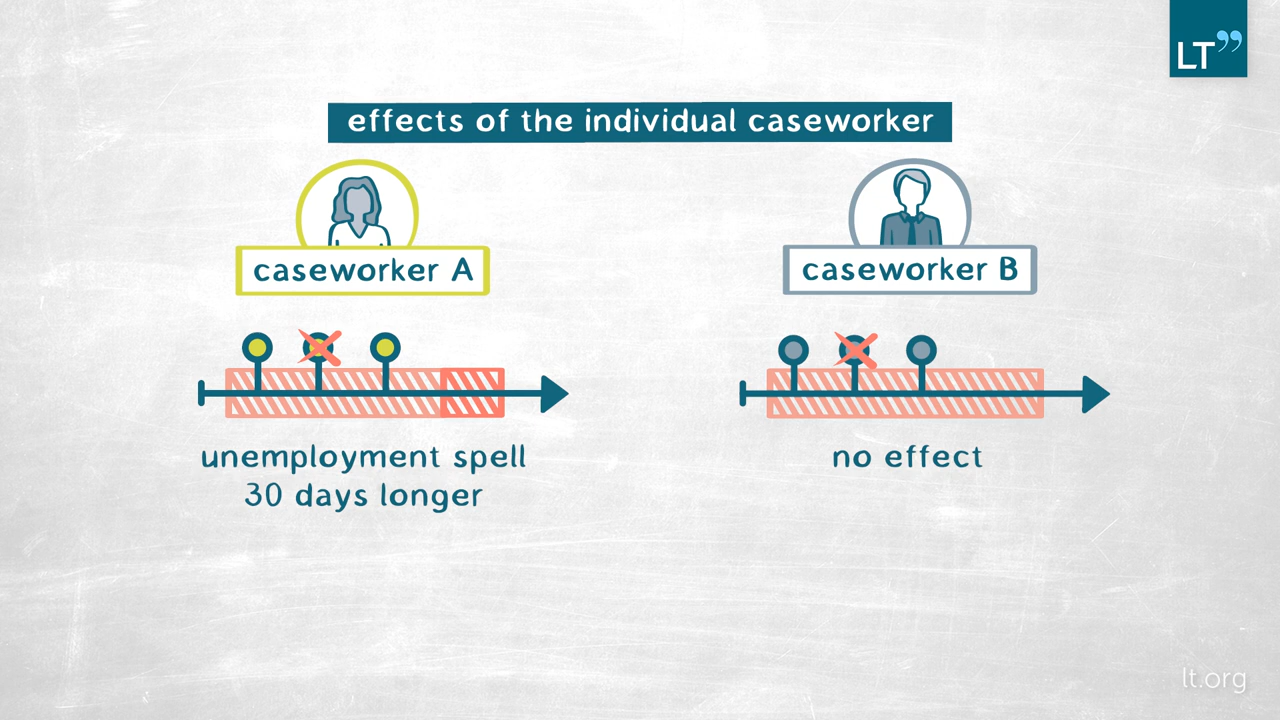 LT”
effects of the individual caseworker
caseworker A
caseworker B
unemployment spell
30 days longer
no effect
lt.org